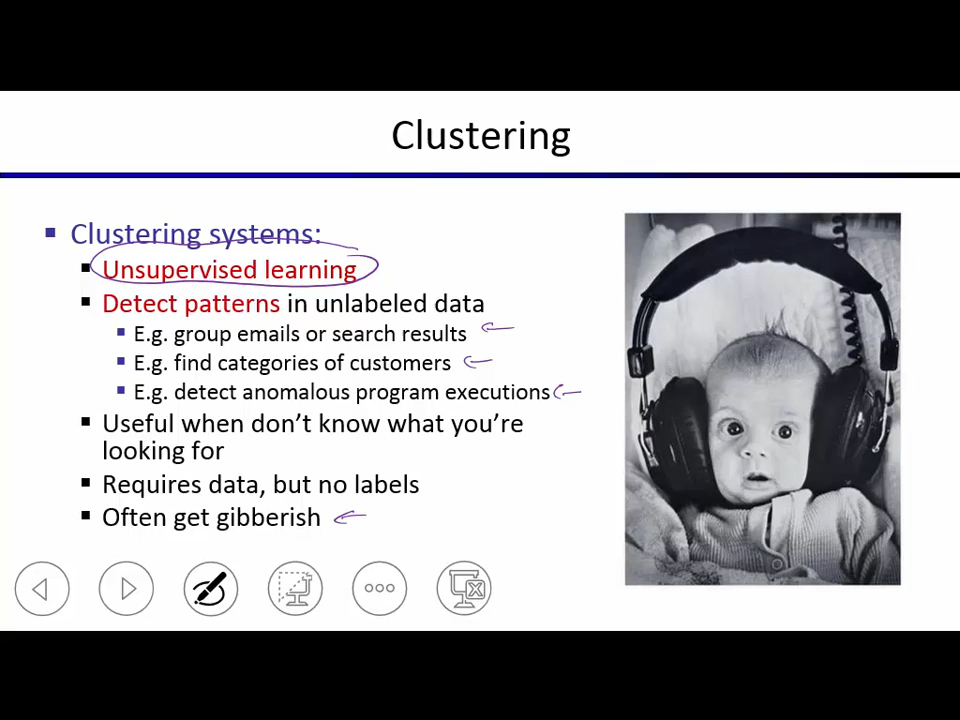 Clustering
▪ Clustering systems:
▪ Unsupervised learning
▪ Detect patterns in unlabeled data
▪ E.g. group emails or search results
▪ E.g. find categories of customers
▪ E.g. detect anomalous program executions
▪ Useful when don’t know what you’re
looking for
▪ Requires data, but no labels
▪ Often get gibberish